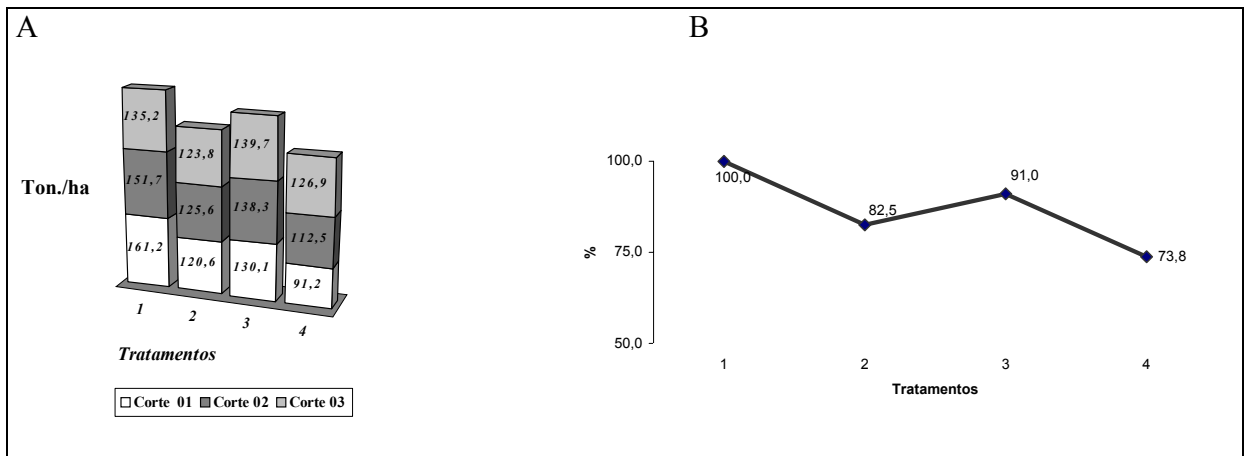 A
B
Ton./ha
135,2
151,7
161,2
123,8
125,6
120,6
139,7
138,3
130,1
126,9
112,5
91,2
1 2 3 4
Tratamentos
Corte 01 Corte 02 Corte 03
%
100,0
75,0
50,0
100,0
82,5
91,0
73,8
1 2 3 4
Tratamentos